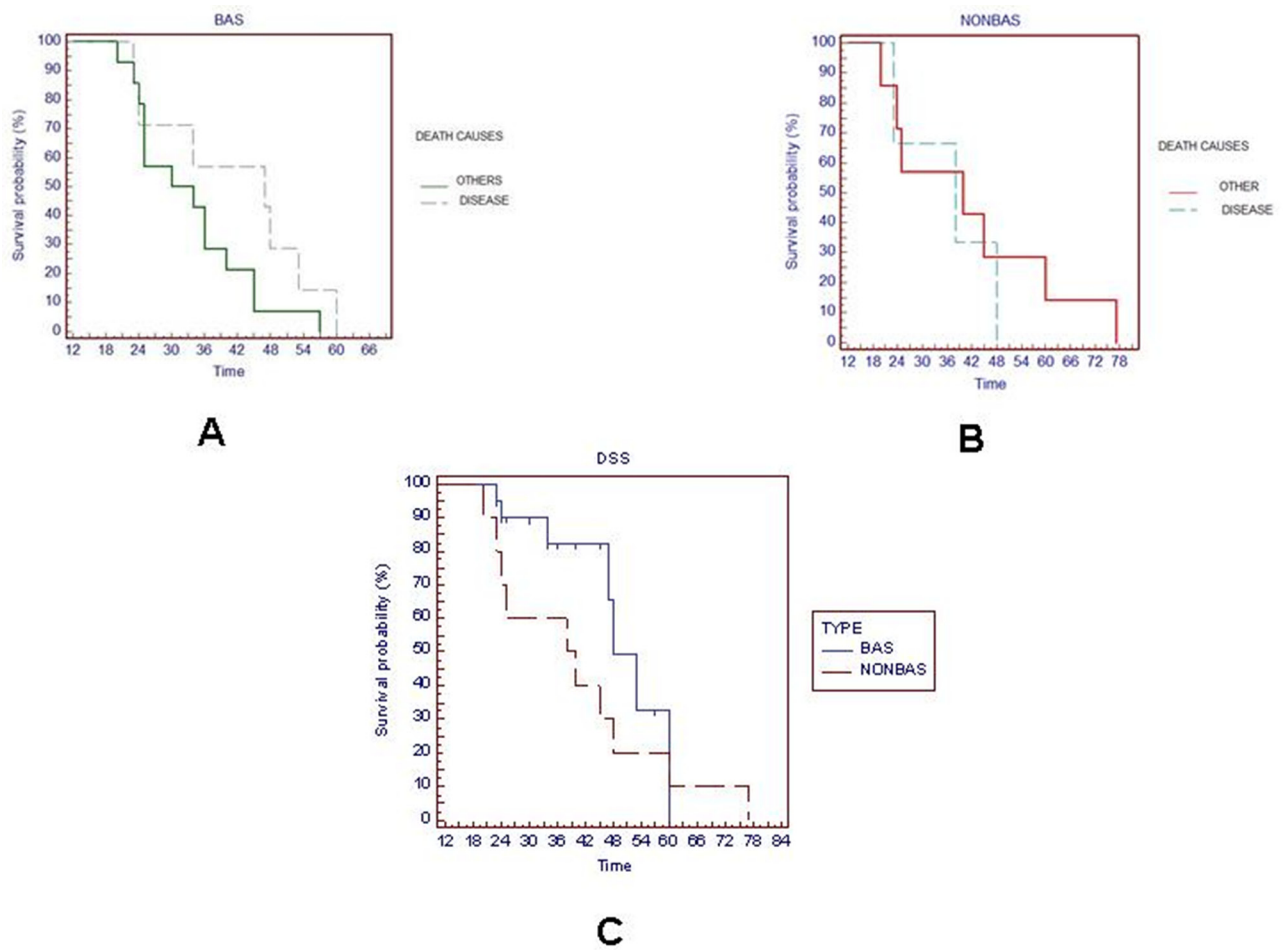 BAS
Survival probability (%)
100
90
80
70
60
50
40
30
20
10
0
12 18 24 30 36 42 48 54 60 66
Time
DEATH CAUSES
OTHERS
DISEASE
A
NONBAS
Survival probability (%)
100
90
80
70
60
50
40
30
20
10
0
12 18 24 30 36 42 48 54 60 66 72 78
Time
DEATH CAUSES
OTHER
DISEASE
B
DSS
Survival probability (%)
100
90
80
70
60
50
40
30
20
10
0
12 18 24 30 36 42 48 54 60 66 72 78 84
Time
TYPE
BAS
NONBAS
C